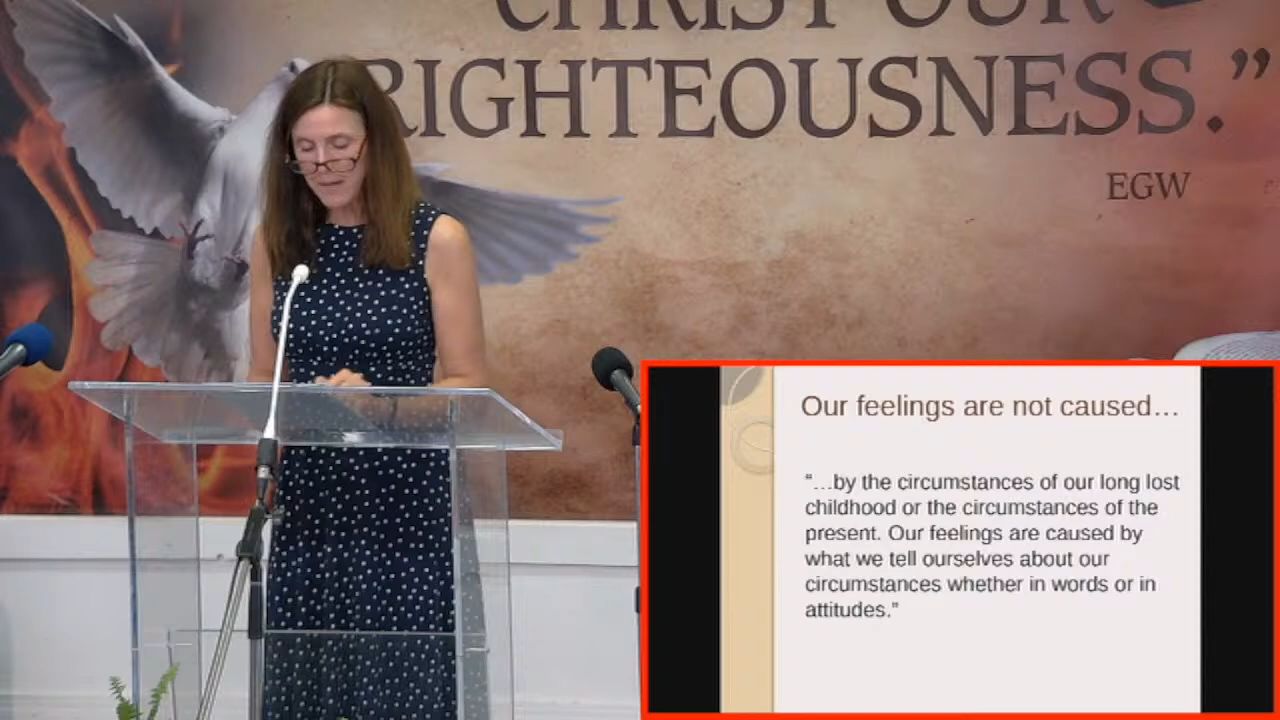 CHRIST OUR
RIGHTEOUSNESS.”
EGW
Our feelings are not caused…
“…by the circumstances of our long lost
childhood or the circumstances of the
present. Our feelings are caused by
what we tell ourselves about our
circumstances whether in words or in
attitudes.”